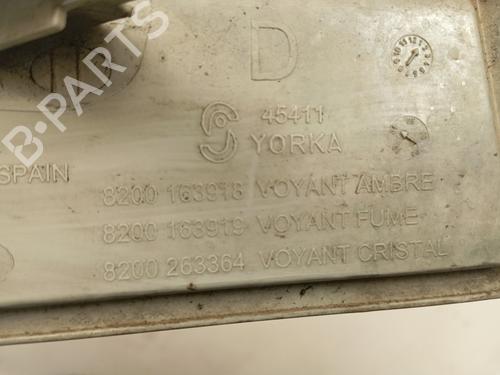 B-PARTS
D
45411
YORKA
SPAIN
8200 163918 VOYANT AMBRE
8200 163919 VOYANT FUME
8200 263364 VOYANT CRISTAL